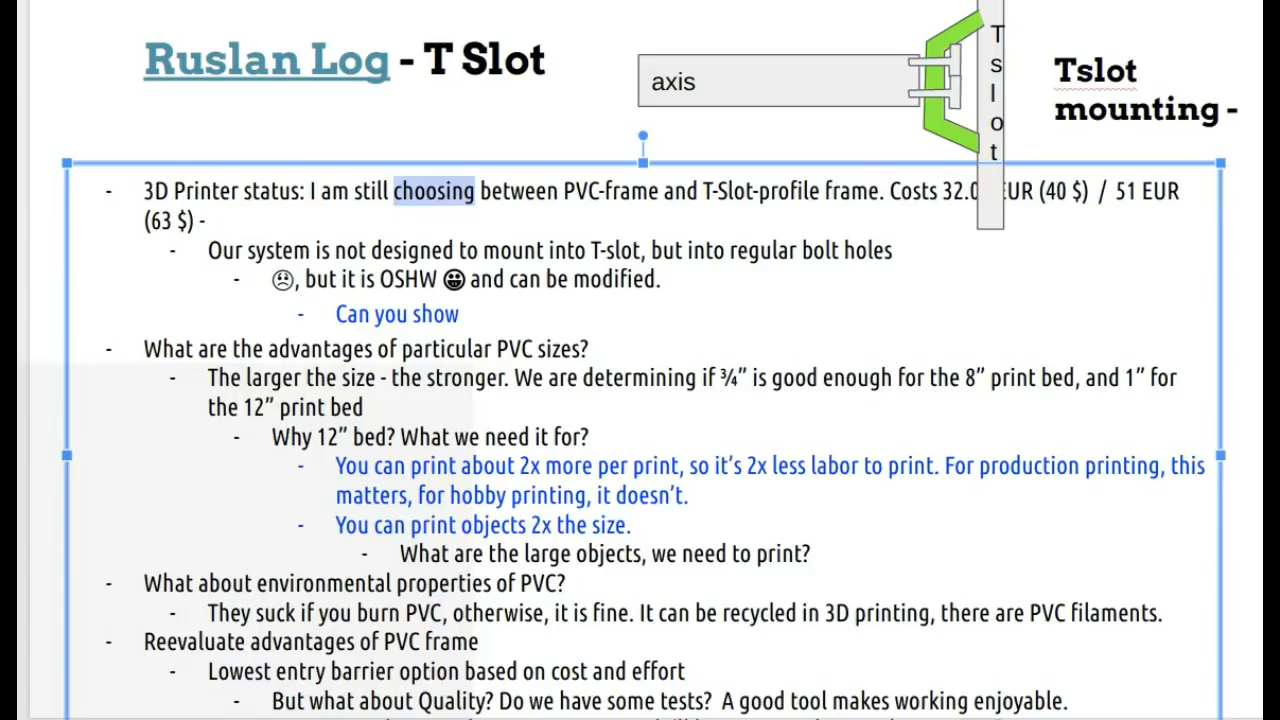 Ruslan Log - T Slot
axis
T
s
l
o
t
Tslot
mounting -
- 3D Printer status: I am still choosing between PVC-frame and T-Slot-profile frame. Costs 32.0 EUR (40 $) / 51 EUR
(63 $) -
- Our system is not designed to mount into T-slot, but into regular bolt holes
- ☹, but it is OSHW 😀 and can be modified.
- Can you show
- What are the advantages of particular PVC sizes?
- The larger the size - the stronger. We are determining if ¾” is good enough for the 8” print bed, and 1” for
the 12” print bed
- Why 12” bed? What we need it for?
- You can print about 2x more per print, so it’s 2x less labor to print. For production printing, this
matters, for hobby printing, it doesn’t.
- You can print objects 2x the size.
- What are the large objects, we need to print?
- What about environmental properties of PVC?
- They suck if you burn PVC, otherwise, it is fine. It can be recycled in 3D printing, there are PVC filaments.
- Reevaluate advantages of PVC frame
- Lowest entry barrier option based on cost and effort
- But what about Quality? Do we have some tests? A good tool makes working enjoyable.